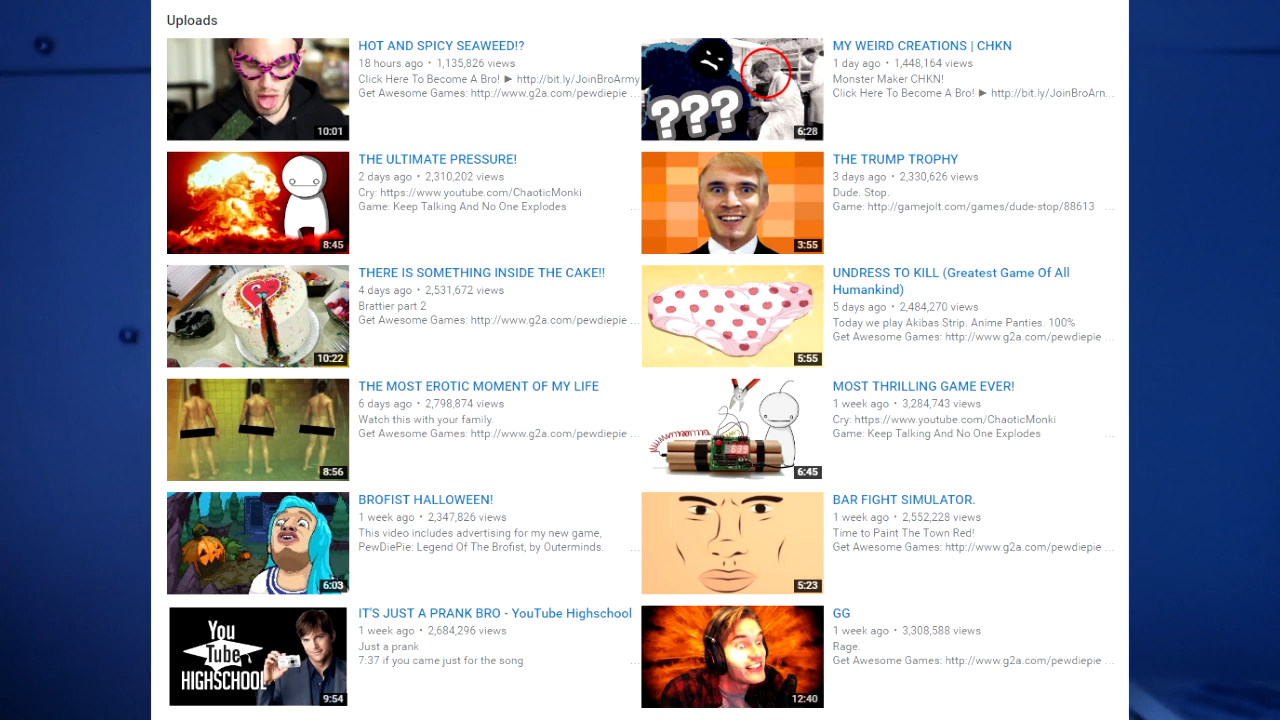 Uploads
HOT AND SPICY SEAWEED!?
18 hours ago • 1,135,826 views
Click Here To Become A Bro! ► http://bit.ly/JoinBroArmy
Get Awesome Games: http://www.g2a.com/pewdiepie ...
10:01
MY WEIRD CREATIONS | CHKN
1 day ago • 1,448,164 views
Monster Maker CHKN!
Click Here To Become A Bro! ► http://bit.ly/JoinBroArn...
???
6:28
THE ULTIMATE PRESSURE!
2 days ago • 2,310,202 views
Cry: https://www.youtube.com/ChaoticMonki
Game: Keep Talking And No One Explodes ...
8:45
THE TRUMP TROPHY
3 days ago • 2,330,626 views
Dude. Stop.
Game: http://gamejolt.com/games/dude-stop/88613 ...
3:55
THERE IS SOMETHING INSIDE THE CAKE!!
4 days ago • 2,531,672 views
Brattier part 2
Get Awesome Games: http://www.g2a.com/pewdiepie ...
10:22
UNDRESS TO KILL (Greatest Game Of All
Humankind)
5 days ago • 2,484,270 views
Today we play Akibas Strip. Anime Panties. 100%
Get Awesome Games: http://www.g2a.com/pewdiepie ...
5:55
THE MOST EROTIC MOMENT OF MY LIFE
6 days ago • 2,798,874 views
Watch this with your family.
Get Awesome Games: http://www.g2a.com/pewdiepie ...
8:56
MOST THRILLING GAME EVER!
1 week ago • 3,284,743 views
Cry: https://www.youtube.com/ChaoticMonki
Game: Keep Talking And No One Explodes ...
6:45
BROFIST HALLOWEEN!
1 week ago • 2,347,826 views
This video includes advertising for my new game,
PewDiePie: Legend Of The Brofist, by Outerminds. ...
6:03
BAR FIGHT SIMULATOR.
1 week ago • 2,552,228 views
Time to Paint The Town Red!
Get Awesome Games: http://www.g2a.com/pewdiepie ...
5:23
You
Tube
HIGHSCHOOL
9:54
IT'S JUST A PRANK BRO - YouTube Highschool
1 week ago • 2,684,296 views
Just a prank
7:37 if you came just for the song ...
GG
1 week ago • 3,308,588 views
Rage.
Get Awesome Games: http://www.g2a.com/pewdiepie ...
12:40